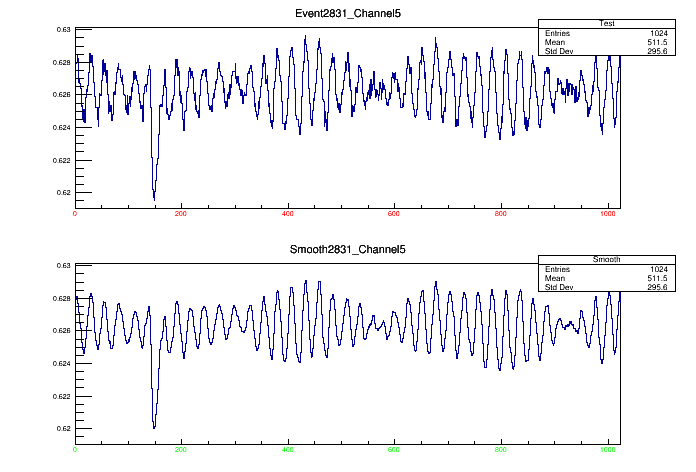 Event2831_Channel5
Test
Entries 1024
Mean 511.5
Std Dev 295.6
0.63
0.628
0.626
0.624
0.622
0.62
0 200 400 600 800 1000
Smooth2831_Channel5
Smooth
Entries 1024
Mean 511.5
Std Dev 295.6
0.63
0.628
0.626
0.624
0.622
0.62
0 200 400 600 800 1000